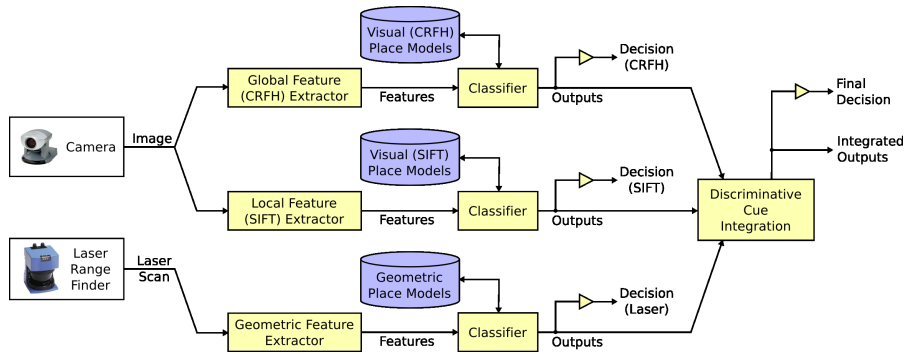 Visual (CRFH)
Place Models
Decision
(CRFH)
Global Feature
(CRFH) Extractor
Features
Classifier
Outputs
Final
Decision
Integrated
Outputs
Camera
Image
Visual (SIFT)
Place Models
Decision
(SIFT)
Local Feature
(SIFT) Extractor
Features
Classifier
Outputs
Discriminative
Cue
Integration
Laser
Range
Finder
Laser
Scan
Geometric
Place Models
Decision
(Laser)
Geometric Feature
Extractor
Features
Classifier
Outputs